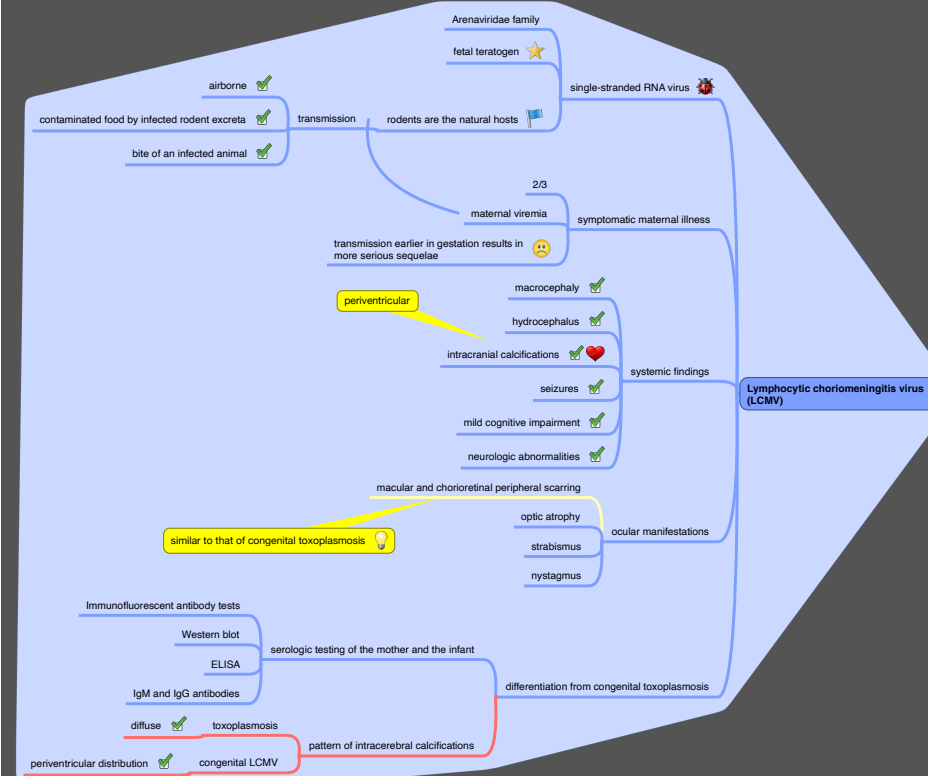 Arenaviridae family
fetal teratogen
single-stranded RNA virus
airborne
contaminated food by infected rodent excreta
transmission
rodents are the natural hosts
bite of an infected animal
2/3
maternal viremia
symptomatic maternal illness
transmission earlier in gestation results in
more serious sequelae
macrocephaly
periventricular
hydrocephalus
intracranial calcifications
systemic findings
seizures
mild cognitive impairment
neurologic abnormalities
Lymphocytic choriomeningitis virus
(LCMV)
macular and chorioretinal peripheral scarring
similar to that of congenital toxoplasmosis
optic atrophy
ocular manifestations
strabismus
nystagmus
Immunofluorescent antibody tests
Western blot
serologic testing of the mother and the infant
ELISA
IgM and IgG antibodies
differentiation from congenital toxoplasmosis
diffuse
toxoplasmosis
pattern of intracerebral calcifications
periventricular distribution
congenital LCMV